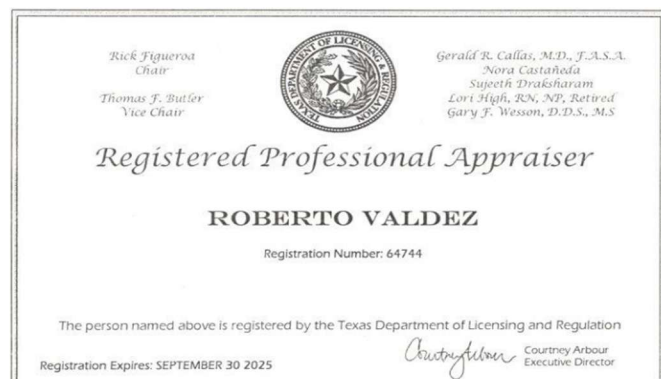 Rick Figueroa
Chair
Thomas F. Butler
Vice Chair
TEXAS DEPARTMENT OF LICENSING & REGULATION
Gerald R. Callas, M.D., F.A.S.A.
Nora Castañeda
Sujeeth Draksharam
Lori High, RN, NP, Retired
Gary F. Wesson, D.D.S., M.S
Registered Professional Appraiser
ROBERTO VALDEZ
Registration Number: 64744
The person named above is registered by the Texas Department of Licensing and Regulation
Registration Expires: SEPTEMBER 30 2025
Courtney Arbour
Courtney Arbour
Executive Director